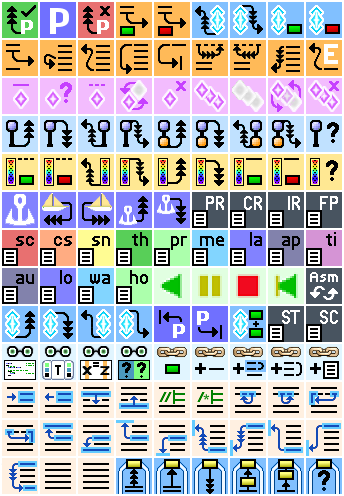 P P P
E
?
?
?
PR CR IR FP
sc cs sn th pr me la ap ti
au lo wa ho Asm
P P ST SC
T x=z ? ? + − + + +
// /*
?